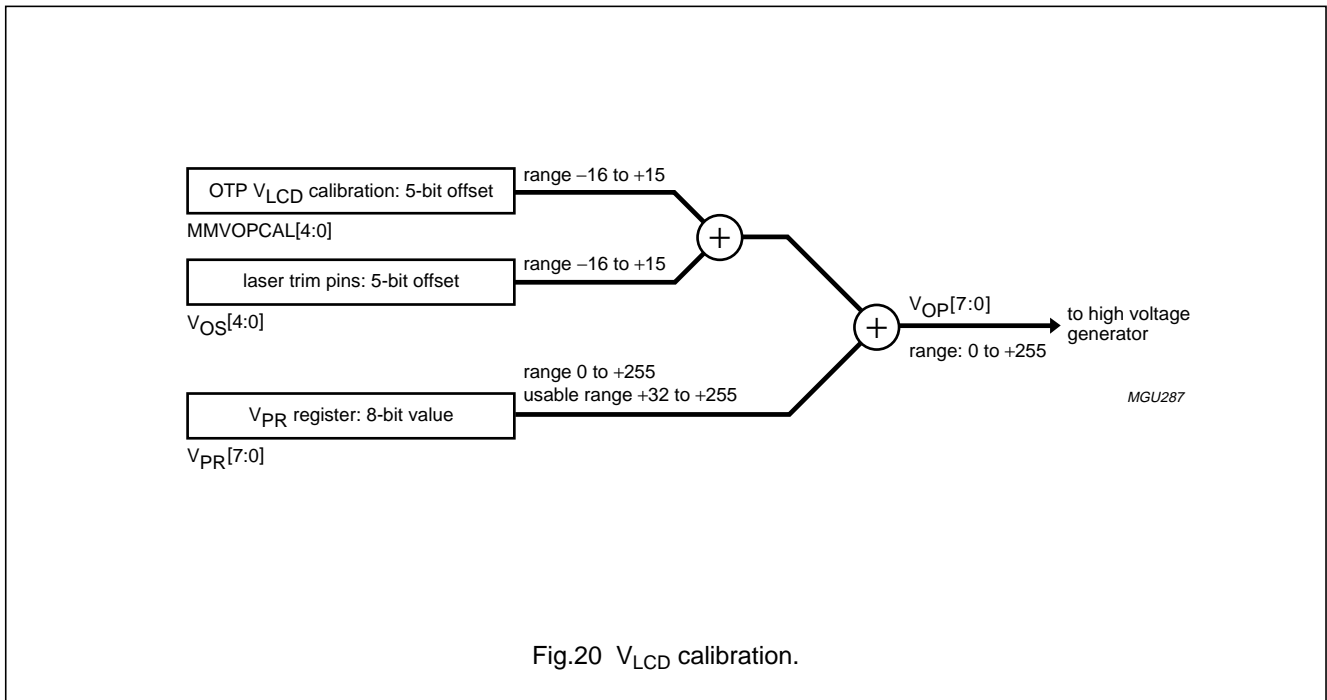 OTP VLCD calibration: 5-bit offset
range −16 to +15
MMVOPCAL[4:0]
laser trim pins: 5-bit offset
range −16 to +15
VOS[4:0]
VOP[7:0]
to high voltage
generator
range: 0 to +255
range 0 to +255
usable range +32 to +255
VPR register: 8-bit value
VPR[7:0]
+
+
MGU287
Fig.20 VLCD calibration.